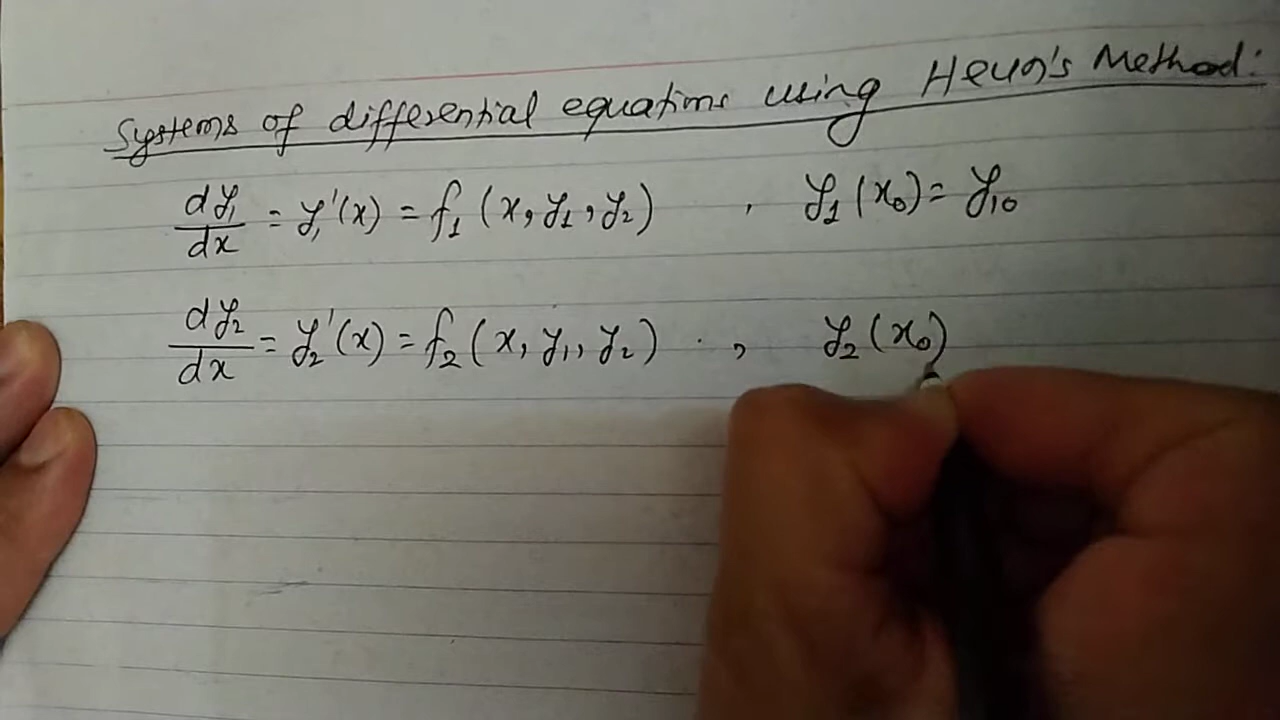 Systems of differential equations using Heun's Method:
dy₁/dx = y₁'(x) = f₁(x, y₁, y₂) , y₁(x₀) = y₁₀
dy₂/dx = y₂'(x) = f₂(x, y₁, y₂) , y₂(x₀)